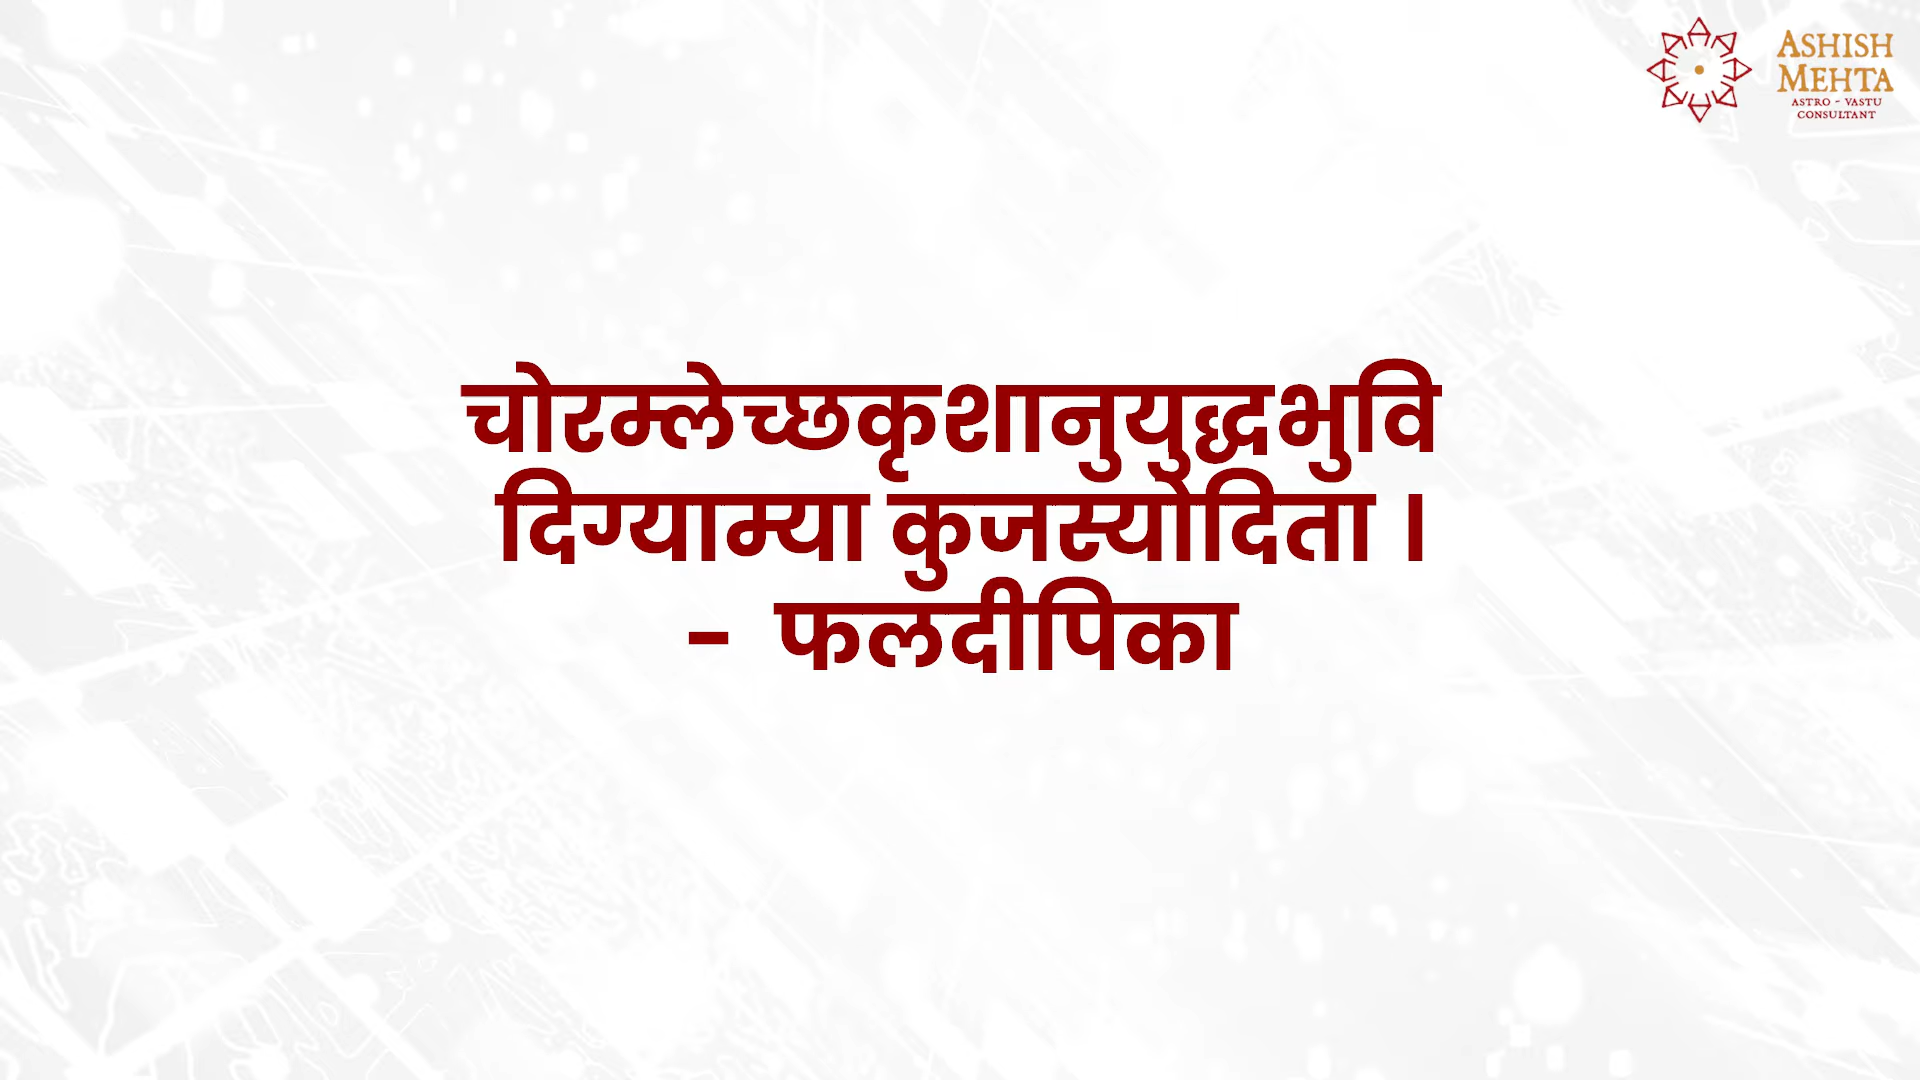 ASHISH
MEHTA
ASTRO - VASTU
CONSULTANT
चोरम्लेच्छकृशानुयुद्धभुवि
दिग्याम्या कुजस्योदिता ।
- फलदीपिका